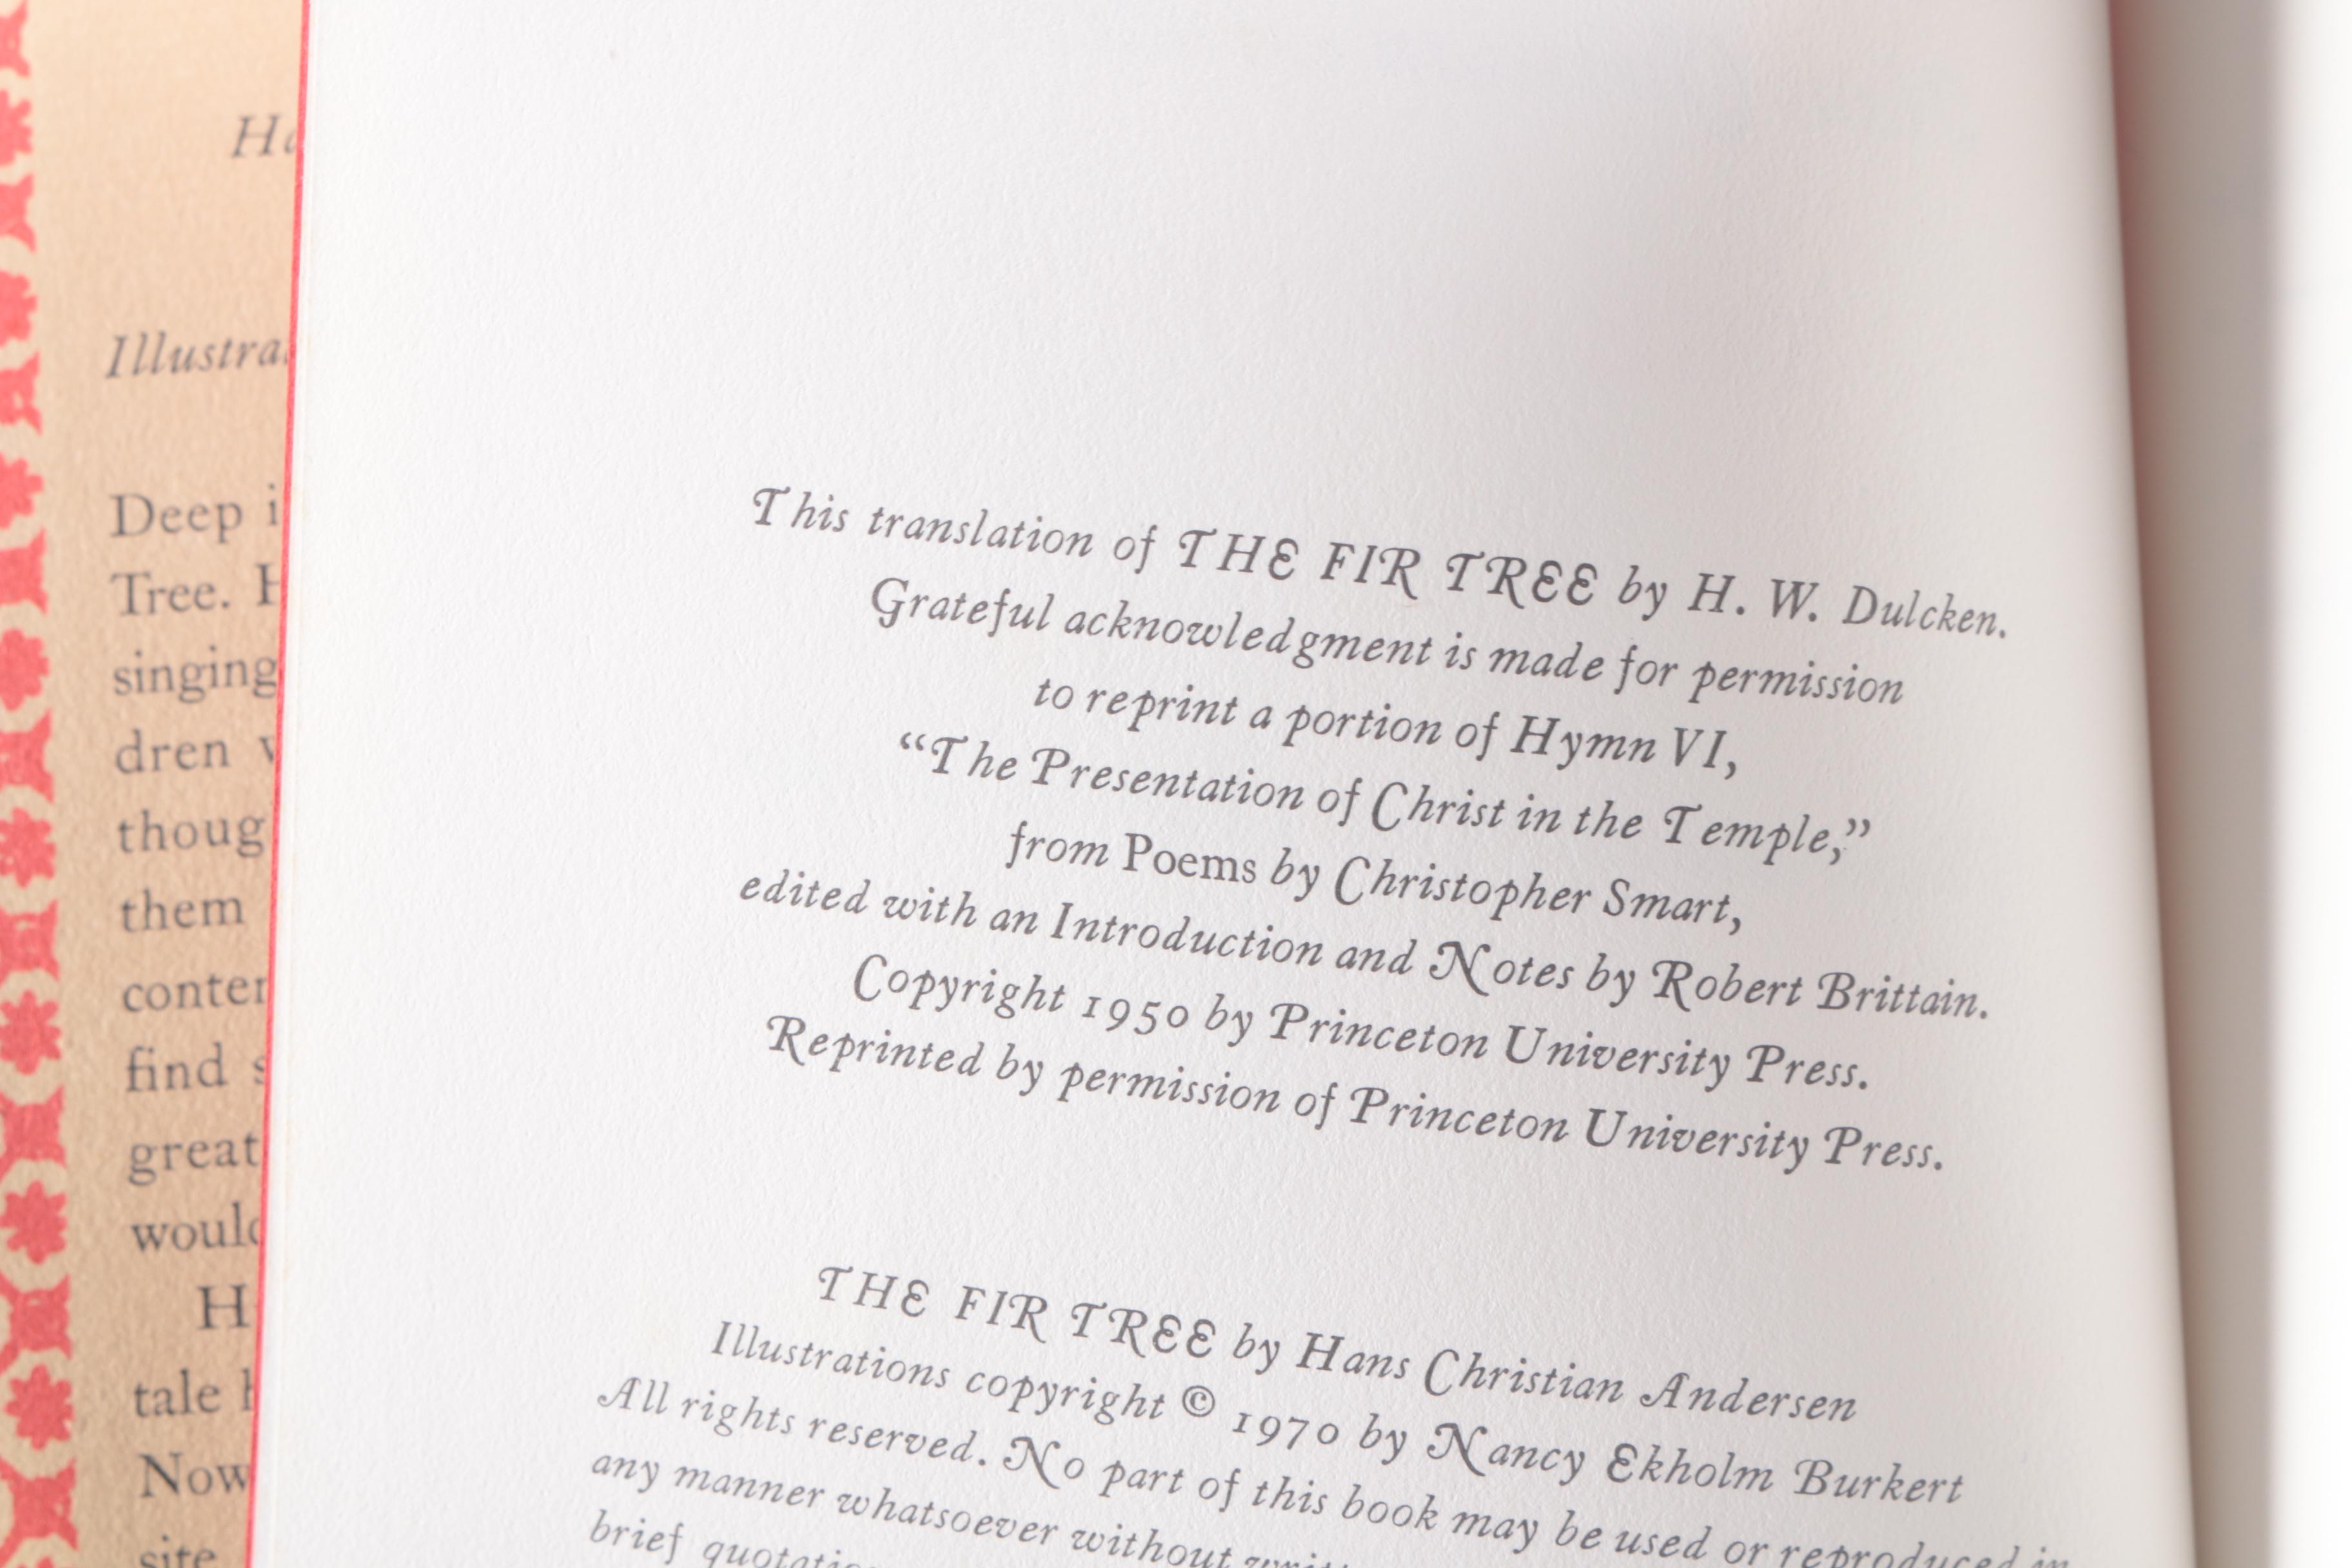 Deep
Tree.
singing
dren
them
find
great
tale
Now
site
This translation of THE FIR TREE by H. W. Dulcken.
Grateful acknowledgment is made for permission
to reprint a portion of Hymn VI,
“The Presentation of Christ in the Temple,”
from Poems by Christopher Smart,
edited with an Introduction and Notes by Robert Brittain.
Copyright 1950 by Princeton University Press.
Reprinted by permission of Princeton University Press.
THE FIR TREE by Hans Christian Andersen
Illustrations copyright © 1970 by Nancy Ekholm Burkert
All rights reserved. No part of this book may be used or reproduced in
any manner whatsoever without
brief